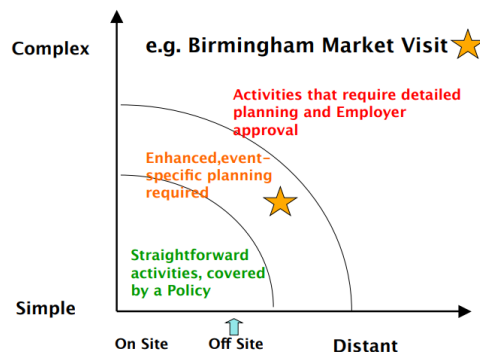 Complex
e.g. Birmingham Market Visit
Activities that require detailed
planning and Employer
approval
Enhanced,event-
specific planning
required
Straightforward
activities, covered
by a Policy
Simple
On Site
Off Site
Distant